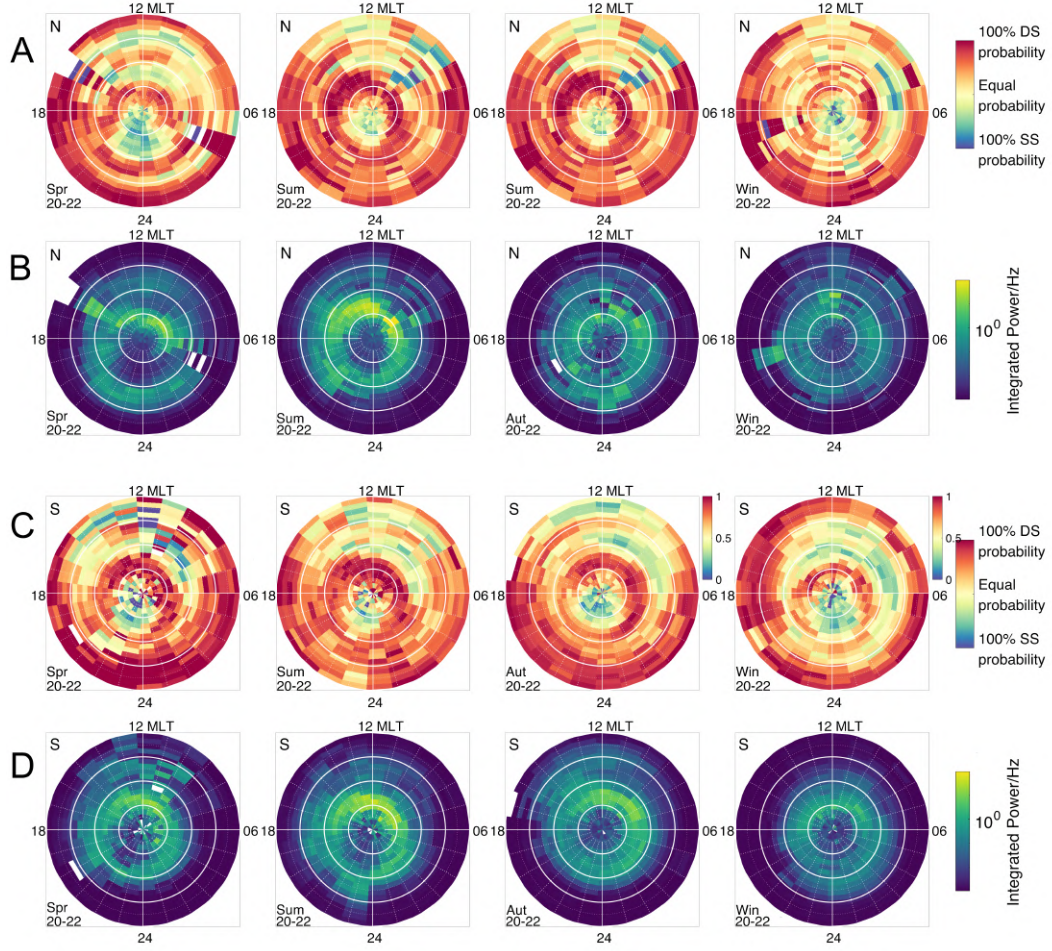 12 MLT 12 MLT 12 MLT 12 MLT
A N N N N
100% DS
probability
Equal
probability
100% SS
probability
18 06 18 06 18 06 18 06
Spr Sum Sum Win
20-22 20-22 20-22 20-22
24 24 24 24
12 MLT 12 MLT 12 MLT 12 MLT
B N N N N
Integrated Power/Hz
10^0
18 06 18 06 18 06 18 06
Spr Sum Aut Win
20-22 20-22 20-22 20-22
24 24 24 24
12 MLT 12 MLT 12 MLT 12 MLT
C S S S S
1 1
0.5 0.5
0 0
100% DS
probability
Equal
probability
100% SS
probability
18 06 18 06 18 06 18 06
Spr Sum Aut Win
20-22 20-22 20-22 20-22
24 24 24 24
12 MLT 12 MLT 12 MLT 12 MLT
D S S S S
Integrated Power/Hz
10^0
18 06 18 06 18 06 18 06
Spr Sum Aut Win
20-22 20-22 20-22 20-22
24 24 24 24